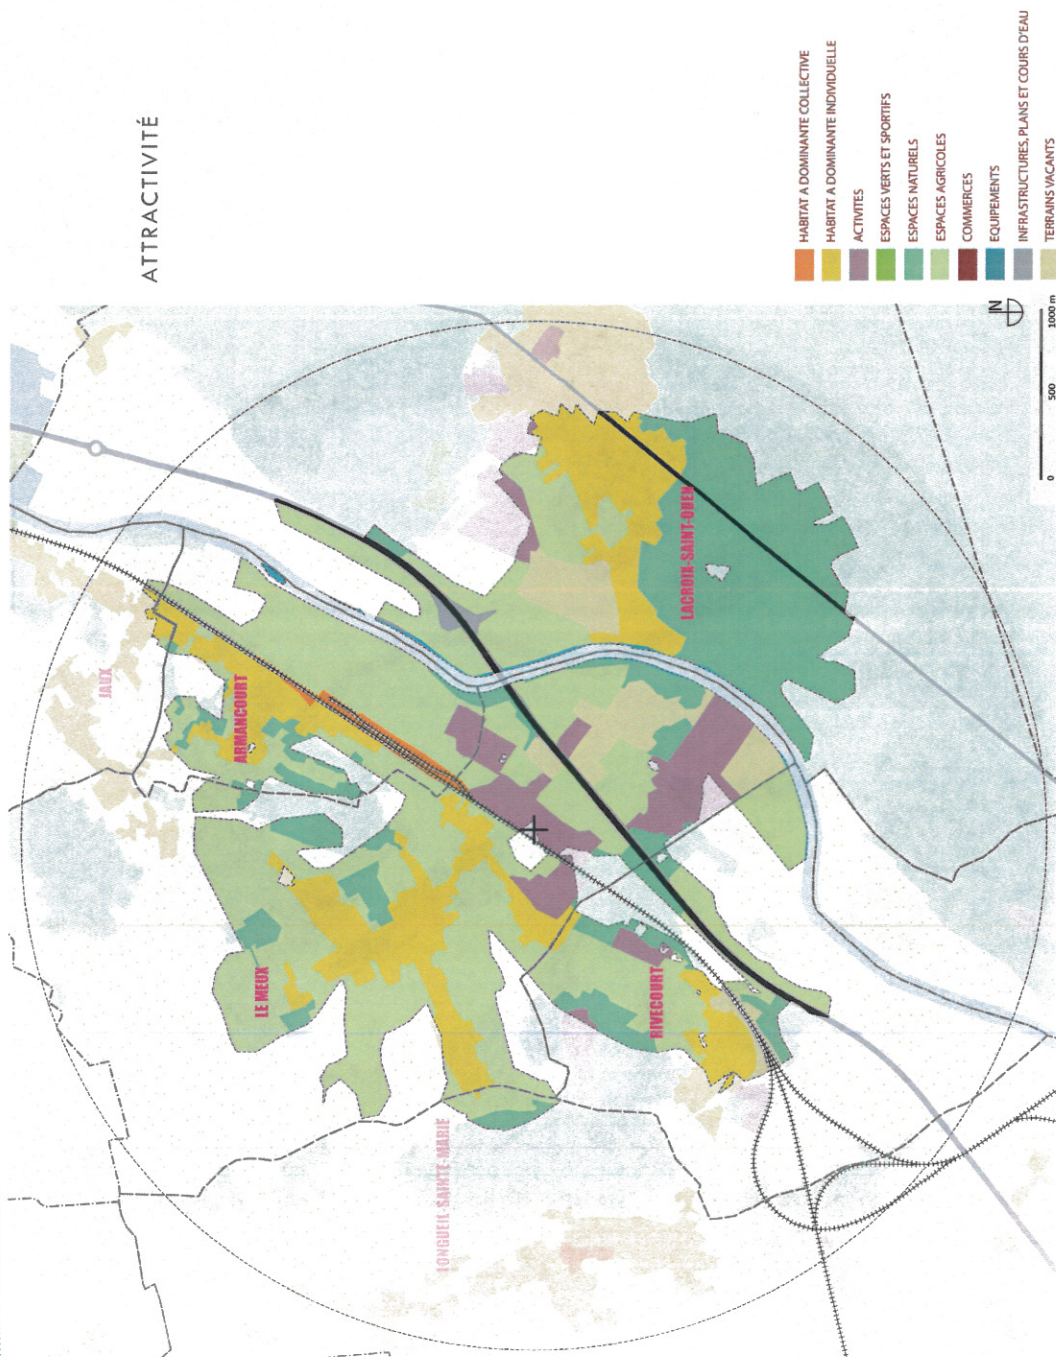 ATTRACTIVITÉ
JAUX
ARMANCOURT
LE MEUX
LACROIX-SAINT-OUEN
RIVECOURT
LONGUEIL-SAINTE-MARIE
HABITAT A DOMINANTE COLLECTIVE
HABITAT A DOMINANTE INDIVIDUELLE
ACTIVITES
ESPACES VERTS ET SPORTIFS
ESPACES NATURELS
ESPACES AGRICOLES
COMMERCES
EQUIPEMENTS
INFRASTRUCTURES, PLANS ET COURS D'EAU
TERRAINS VACANTS
N
0 500 1000 m